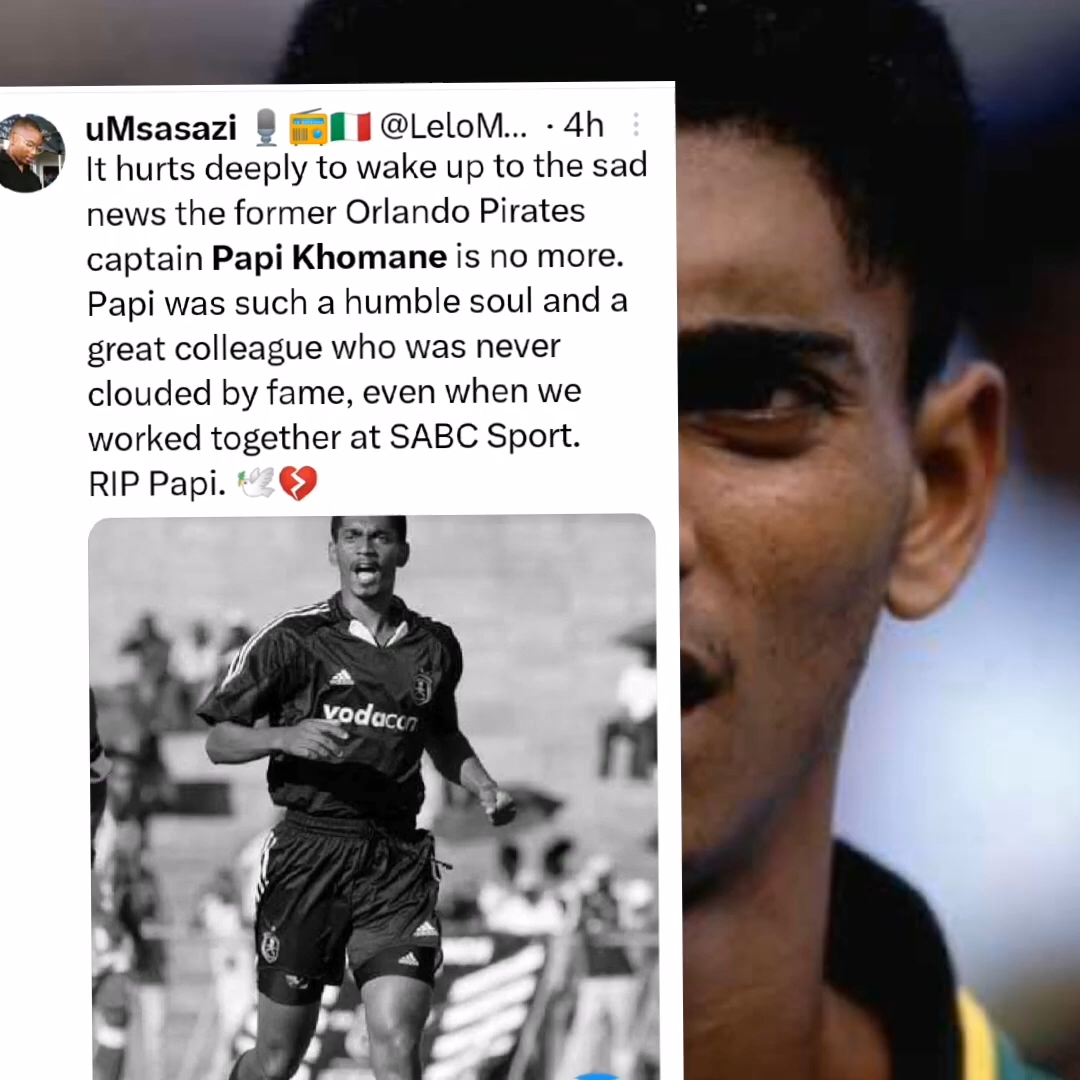 uMsasazi 🎙️📻🇮🇹 @LeloM... · 4h
It hurts deeply to wake up to the sad
news the former Orlando Pirates
captain Papi Khomane is no more.
Papi was such a humble soul and a
great colleague who was never
clouded by fame, even when we
worked together at SABC Sport.
RIP Papi. 🕊️💔
vodacom